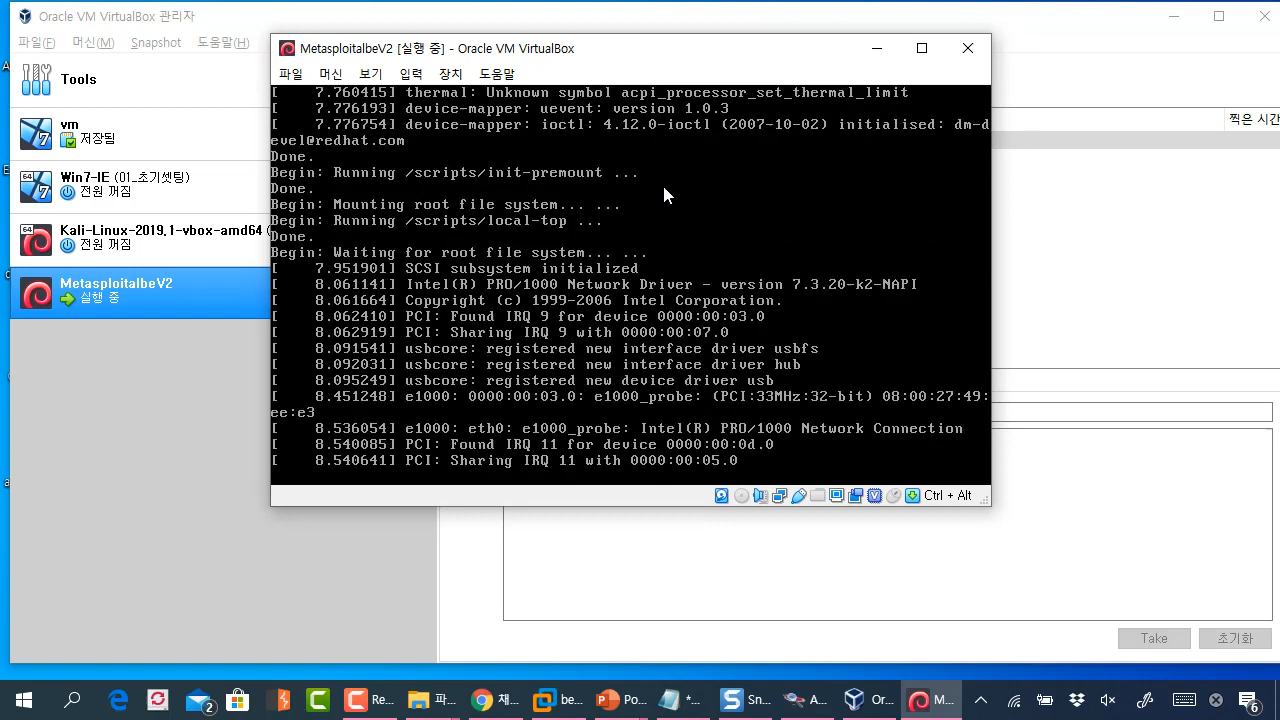 Oracle VM VirtualBox 관리자
파일(F) 머신(M) Snapshot 도움말(H)
Tools
vm
저장됨
Win7-IE (01_초기셋팅)
전원 꺼짐
Kali-Linux-2019.1-vbox-amd64 (
전원 꺼짐
MetasploitalbeV2
실행 중
찍은 시간
MetasploitalbeV2 [실행 중] - Oracle VM VirtualBox
파일 머신 보기 입력 장치 도움말
[    7.760415] thermal: Unknown symbol acpi_processor_set_thermal_limit
[    7.776193] device-mapper: uevent: version 1.0.3
[    7.776754] device-mapper: ioctl: 4.12.0-ioctl (2007-10-02) initialised: dm-d
evel@redhat.com
Done.
Begin: Running /scripts/init-premount ...
Done.
Begin: Mounting root file system... ...
Begin: Running /scripts/local-top ...
Done.
Begin: Waiting for root file system... ...
[    7.951901] SCSI subsystem initialized
[    8.061141] Intel(R) PRO/1000 Network Driver - version 7.3.20-k2-NAPI
[    8.061664] Copyright (c) 1999-2006 Intel Corporation.
[    8.062410] PCI: Found IRQ 9 for device 0000:00:03.0
[    8.062919] PCI: Sharing IRQ 9 with 0000:00:07.0
[    8.091541] usbcore: registered new interface driver usbfs
[    8.092031] usbcore: registered new interface driver hub
[    8.095249] usbcore: registered new device driver usb
[    8.451248] e1000: 0000:00:03.0: e1000_probe: (PCI:33MHz:32-bit) 08:00:27:49:
ee:e3
[    8.536054] e1000: eth0: e1000_probe: Intel(R) PRO/1000 Network Connection
[    8.540085] PCI: Found IRQ 11 for device 0000:00:0d.0
[    8.540641] PCI: Sharing IRQ 11 with 0000:00:05.0
Ctrl + Alt
Take 초기화
2 Re... 파... 채... be... Po... *... Sn... A... Or... M... 6